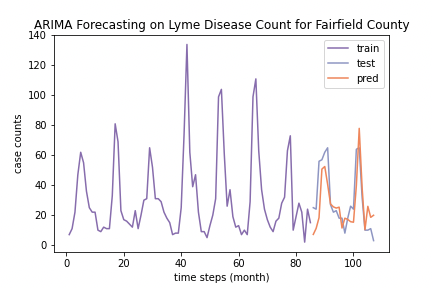 ARIMA Forecasting on Lyme Disease Count for Fairfield County
140
120
100
80
60
40
20
0
case counts
train
test
pred
0 20 40 60 80 100
time steps (month)